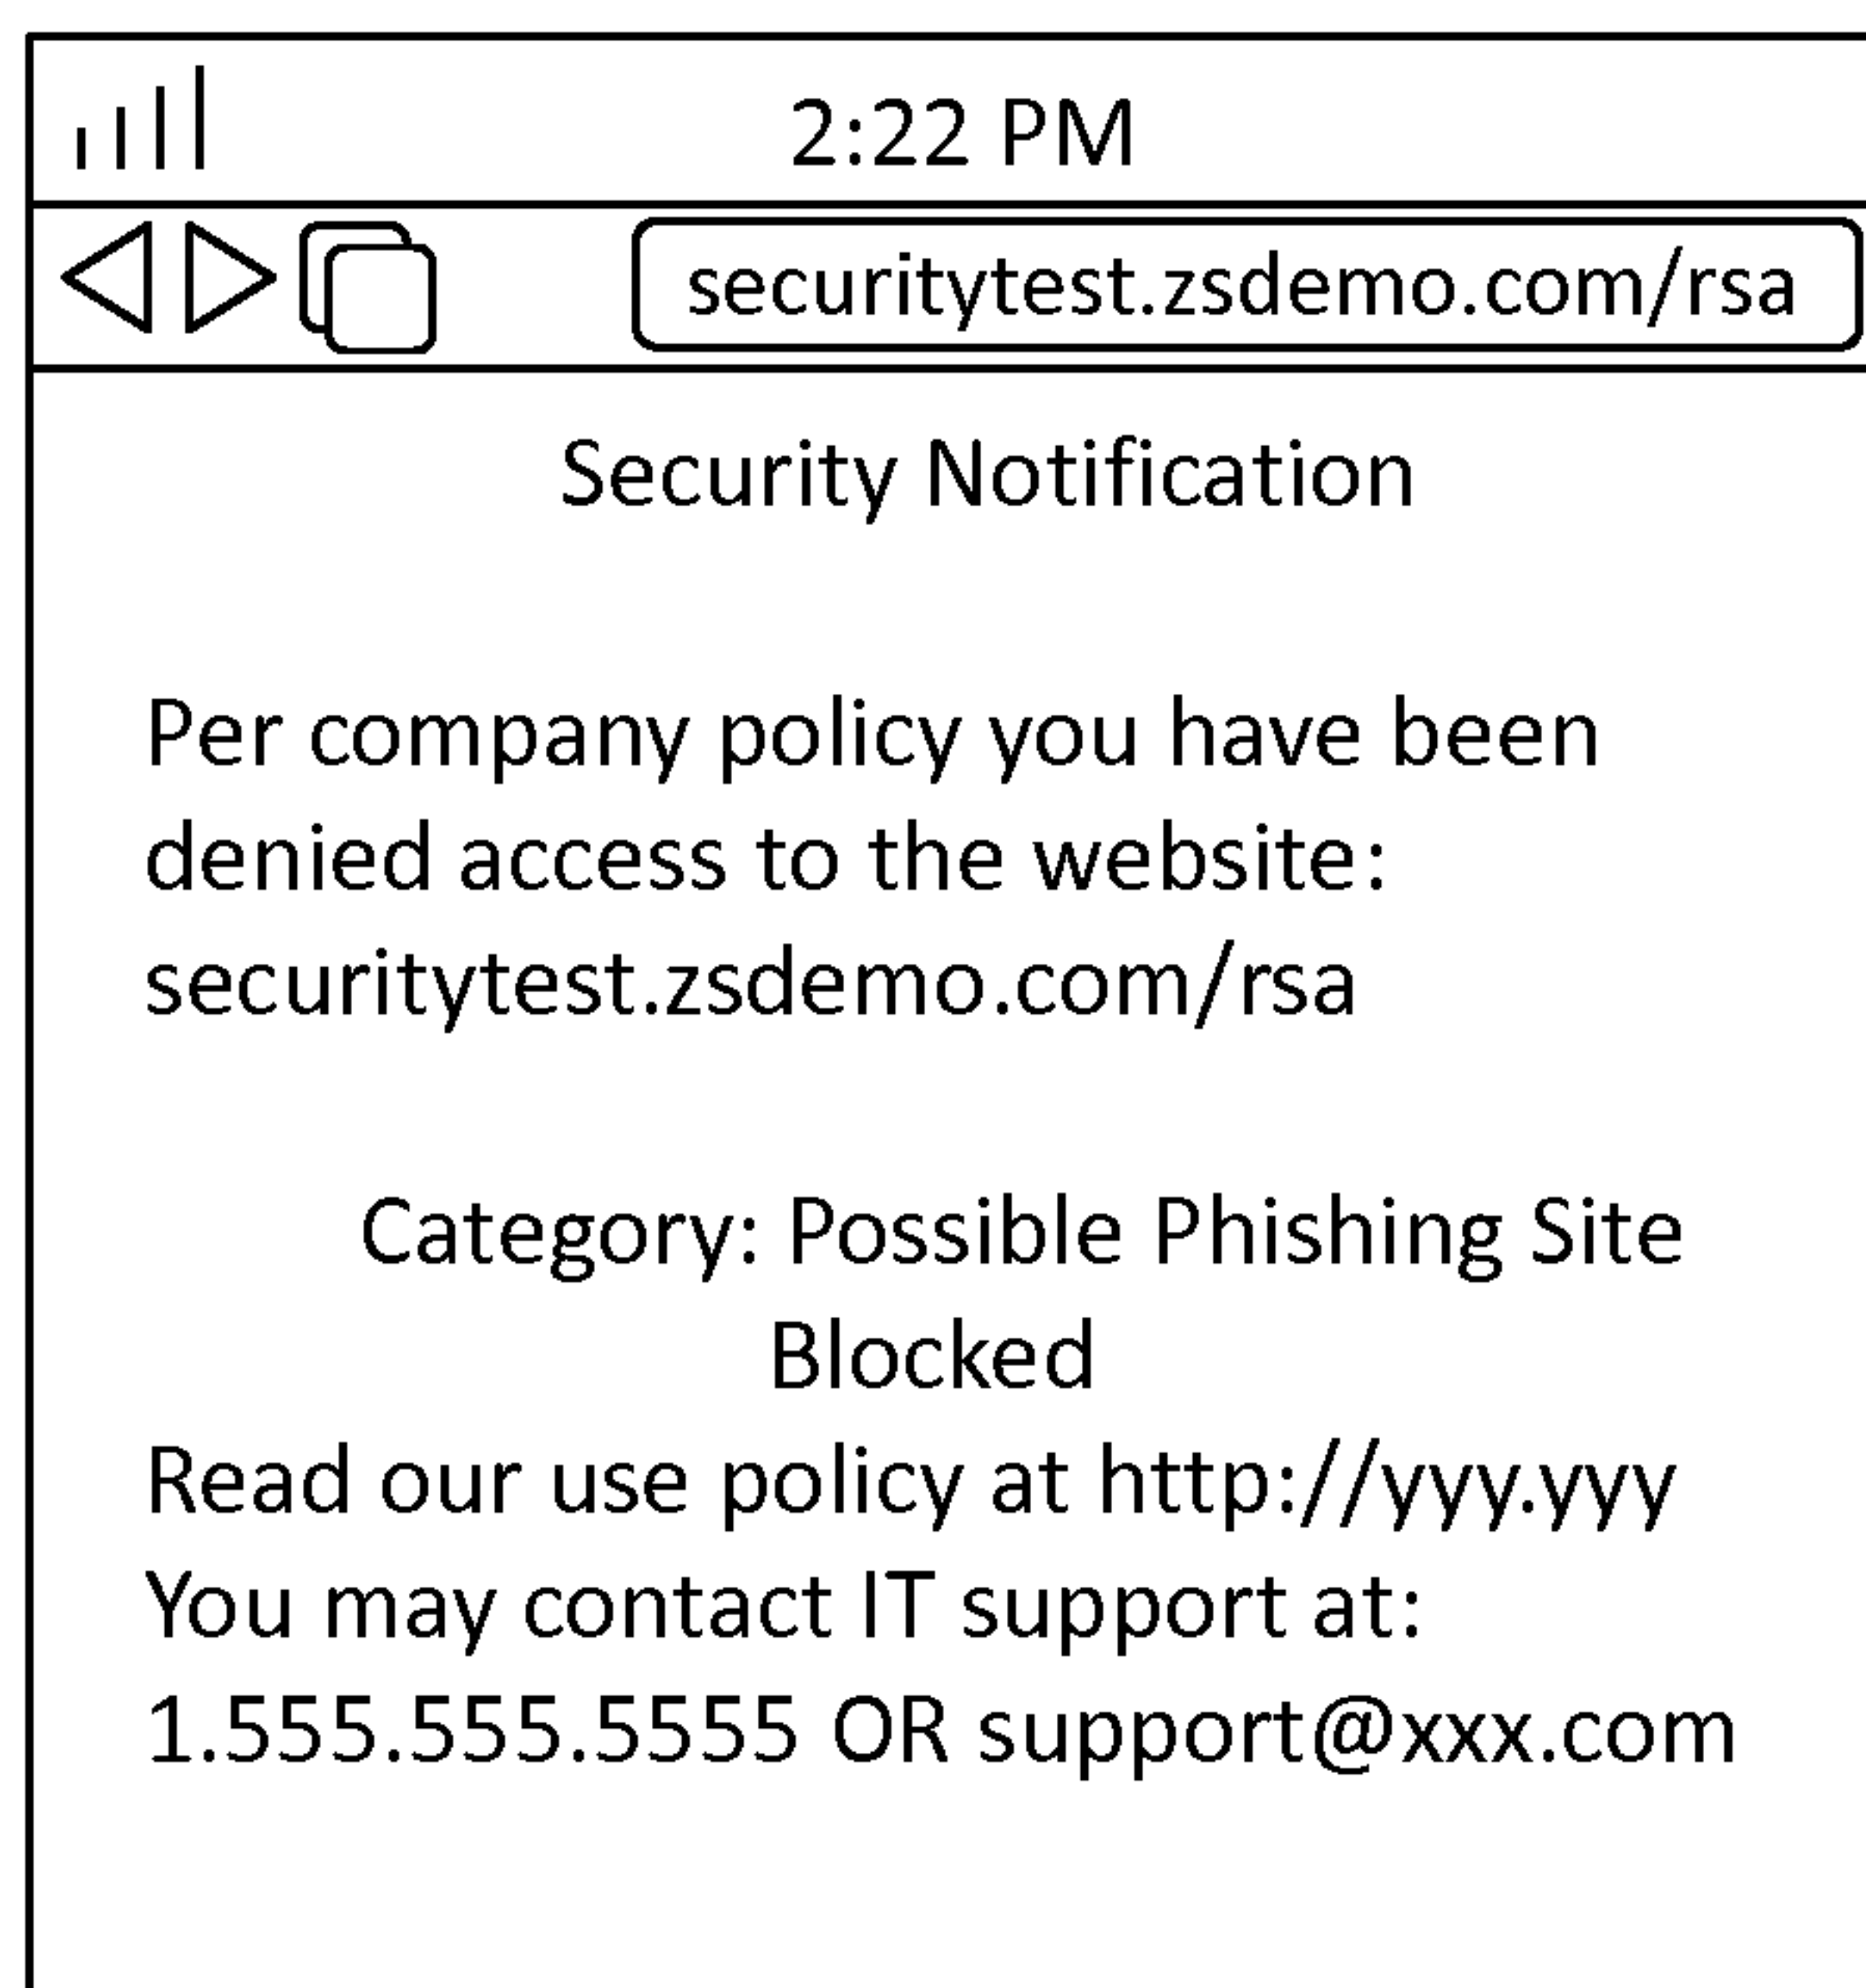 2:22 PM
securitytest.zsdemo.com/rsa
Security Notification
Per company policy you have been
denied access to the website:
securitytest.zsdemo.com/rsa
Category: Possible Phishing Site
Blocked
Read our use policy at http://yyy.yyy
You may contact IT support at:
1.555.555.5555 OR support@xxx.com